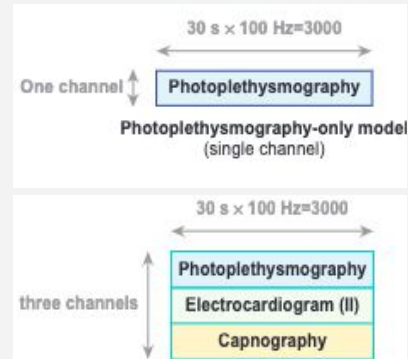 30 s × 100 Hz=3000
One channel
Photoplethysmography
Photoplethysmography-only model
(single channel)
30 s × 100 Hz=3000
three channels
Photoplethysmography
Electrocardiogram (II)
Capnography